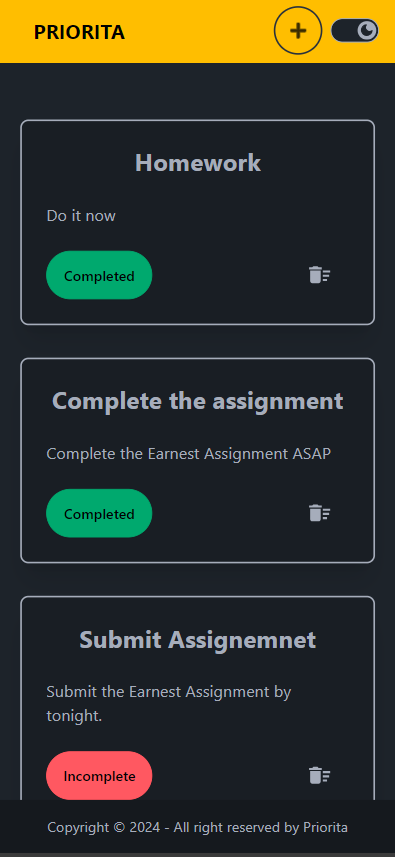 PRIORITA
Homework
Do it now
Completed
Complete the assignment
Complete the Earnest Assignment ASAP
Completed
Submit Assignemnet
Submit the Earnest Assignment by
tonight.
Incomplete
Copyright © 2024 - All right reserved by Priorita